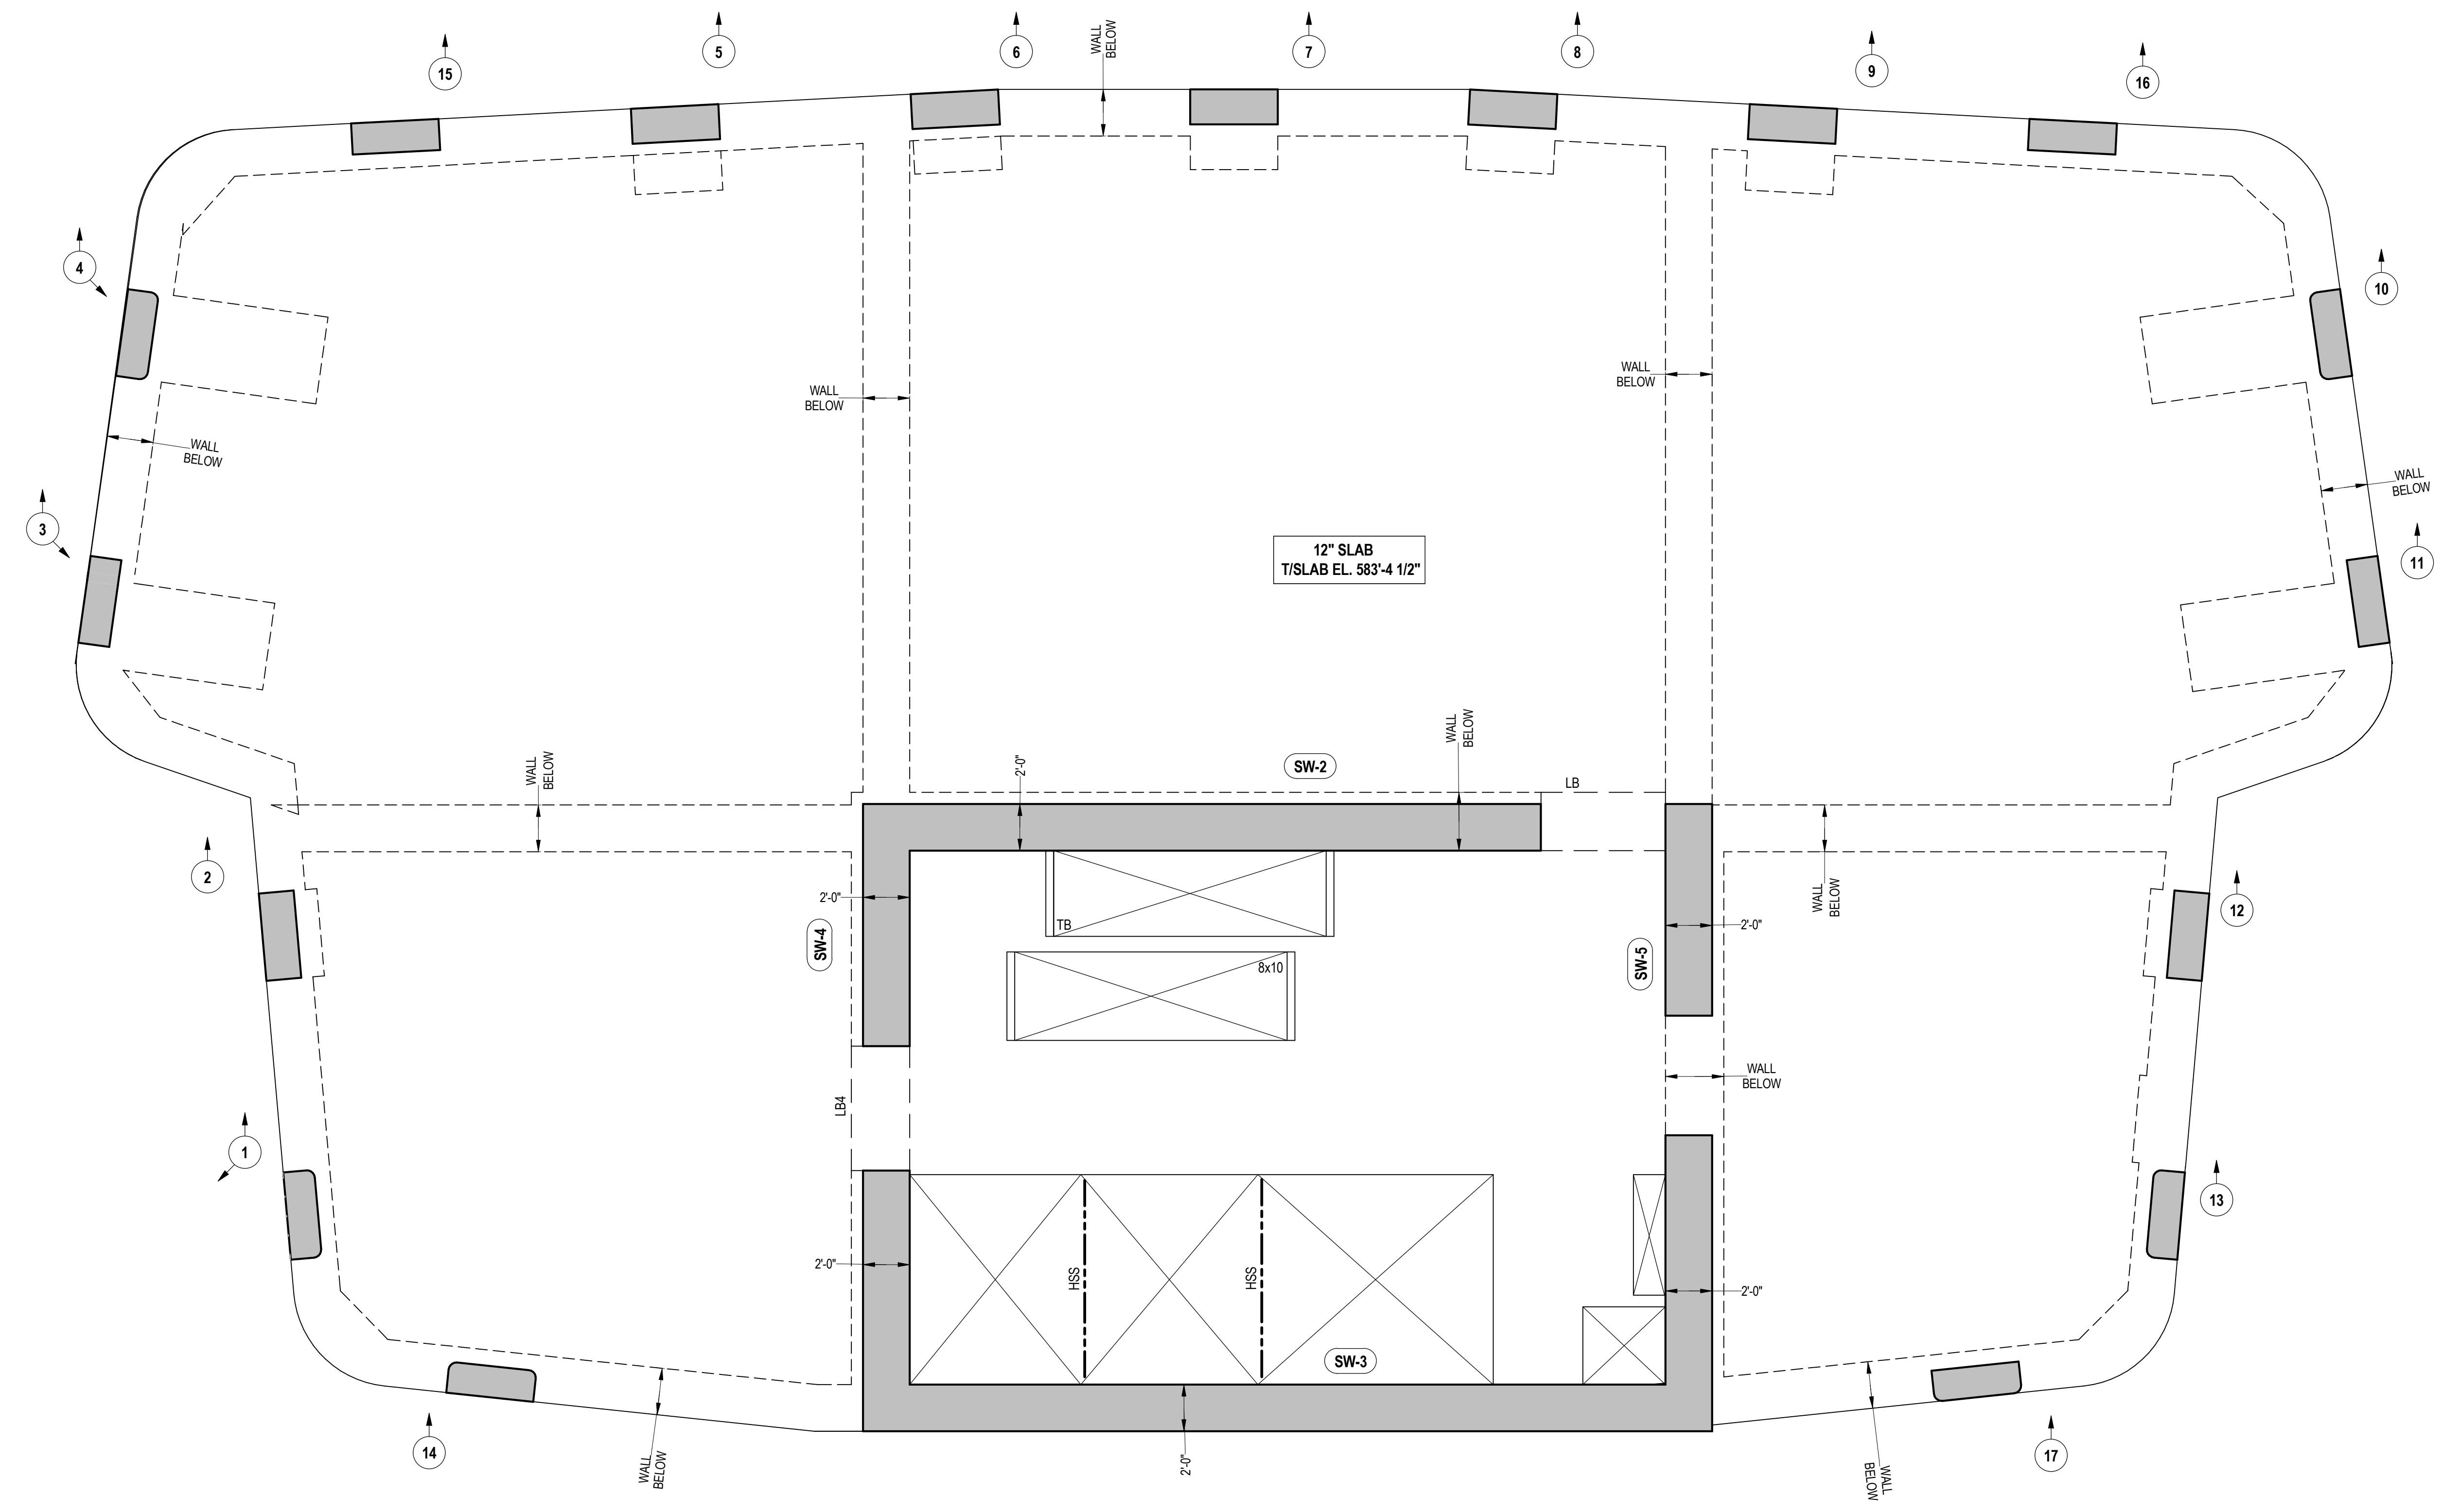 5
6
7
8
WALL
BELOW
15
9
16
4
10
WALL
BELOW
WALL
BELOW
WALL
BELOW
WALL
BELOW
3
11
12" SLAB
T/SLAB EL. 583'-4 1/2"
WALL
BELOW
2'-0"
SW-2
WALL
BELOW
LB
2
2'-0"
SW-4
TB
8x10
SW-5
2'-0"
WALL
BELOW
12
LB4
WALL
BELOW
1
13
2'-0"
HSS
HSS
2'-0"
SW-3
14
WALL
BELOW
2'-0"
WALL
BELOW
17